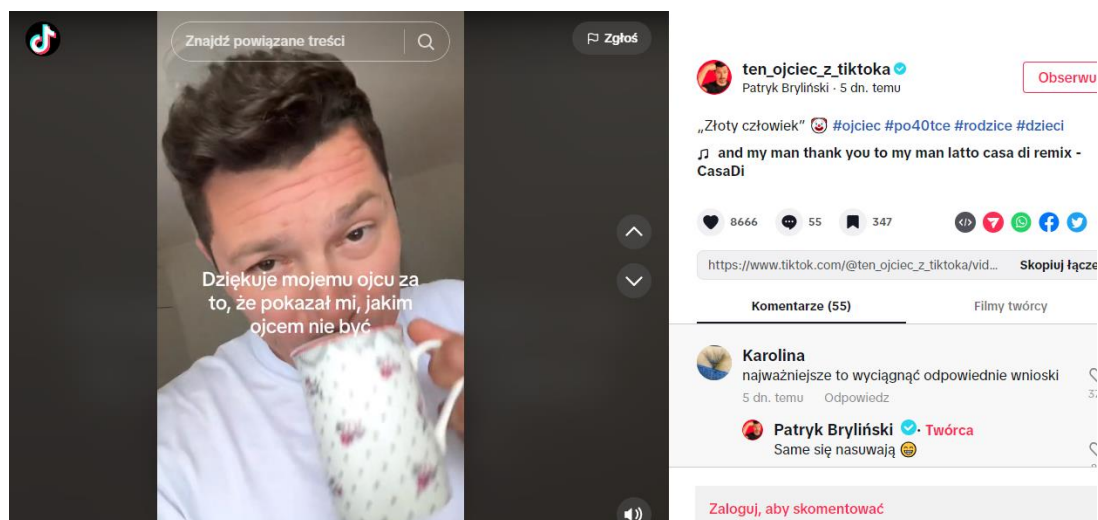 Znajdź powiązane treści
Zgłoś
Dziękuje mojemu ojcu za
to, że pokazał mi, jakim
ojcem nie być
ten_ojciec_z_tiktoka
Patryk Bryliński · 5 dn. temu
Obserwu
„Złoty człowiek” 🤡 #ojciec #po40tce #rodzice #dzieci
♫ and my man thank you to my man latto casa di remix -
CasaDi
8666 55 347
https://www.tiktok.com/@ten_ojciec_z_tiktoka/vid... Skopiuj łącze
Komentarze (55) Filmy twórcy
Karolina
najważniejsze to wyciągnąć odpowiednie wnioski
5 dn. temu Odpowiedz
Patryk Bryliński · Twórca
Same się nasuwają 😁
Zaloguj, aby skomentować